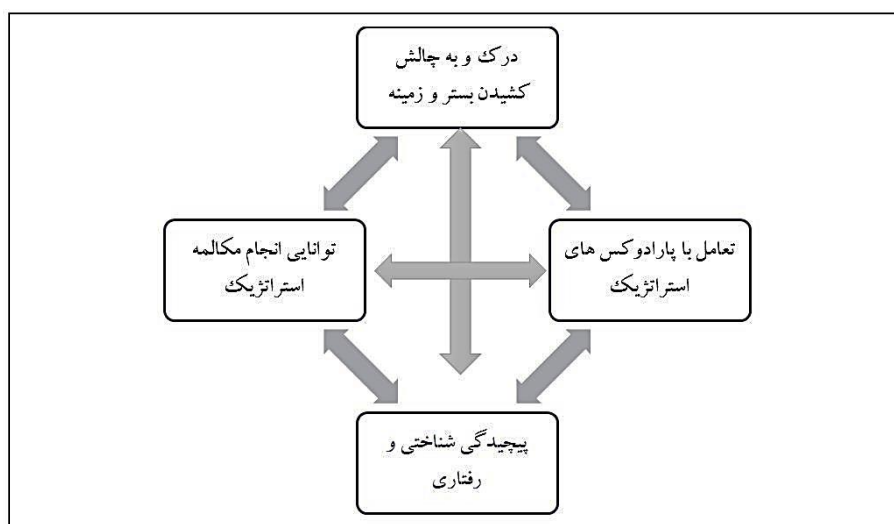 درک و به چالش
کشیدن بستر و زمینه
توانایی انجام مکالمه
استراتژیک
تعامل با پارادوکس های
استراتژیک
پیچیدگی شناختی و
رفتاری